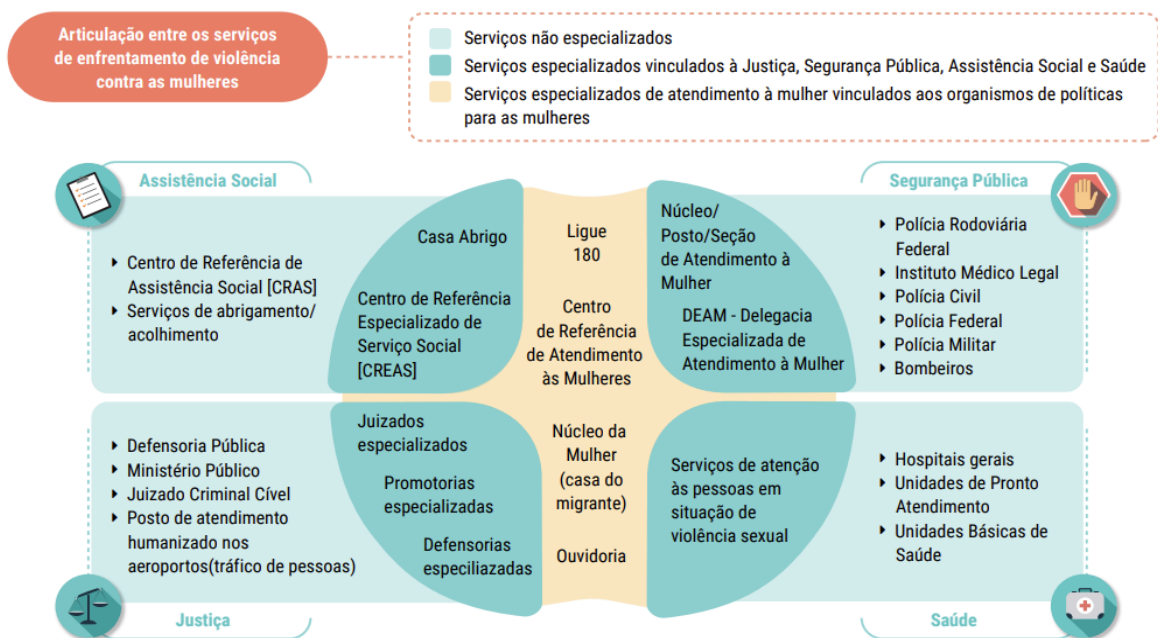 Articulação entre os serviços
de enfrentamento de violência
contra as mulheres
Serviços não especializados
Serviços especializados vinculados à Justiça, Segurança Pública, Assistência Social e Saúde
Serviços especializados de atendimento à mulher vinculados aos organismos de políticas
para as mulheres
Assistência Social
Centro de Referência de
Assistência Social [CRAS]
Serviços de abrigamento/
acolhimento
Casa Abrigo
Centro de Referência
Especializado de
Serviço Social
[CREAS]
Ligue
180
Centro
de Referência
de Atendimento
às Mulheres
Núcleo da
Mulher
(casa do
migrante)
Ouvidoria
Núcleo/
Posto/Seção
de Atendimento à
Mulher
DEAM - Delegacia
Especializada de
Atendimento à Mulher
Segurança Pública
Polícia Rodoviária
Federal
Instituto Médico Legal
Polícia Civil
Polícia Federal
Polícia Militar
Bombeiros
Defensoria Pública
Ministério Público
Juizado Criminal Cível
Posto de atendimento
humanizado nos
aeroportos(tráfico de pessoas)
Justiça
Juizados
especializados
Promotorias
especializadas
Defensorias
especiliazadas
Serviços de atenção
às pessoas em
situação de
violência sexual
Hospitais gerais
Unidades de Pronto
Atendimento
Unidades Básicas de
Saúde
Saúde